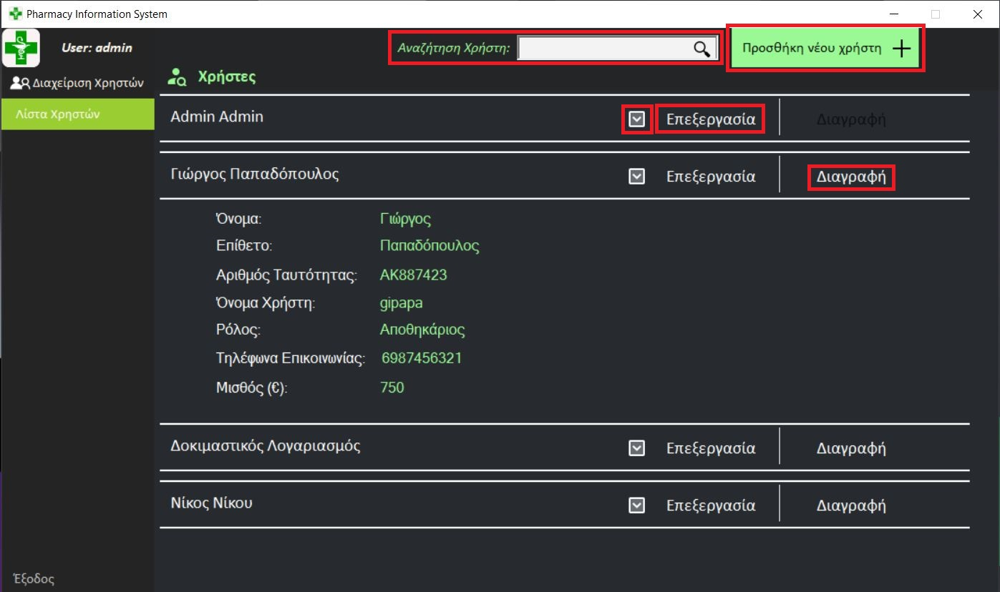 Pharmacy Information System
User: admin
Αναζήτηση Χρήστη:
Προσθήκη νέου χρήστη
Διαχείριση Χρηστών
Χρήστες
Λίστα Χρηστών
Admin Admin Επεξεργασία Διαγραφή
Γιώργος Παπαδόπουλος Επεξεργασία Διαγραφή
Όνομα: Γιώργος
Επίθετο: Παπαδόπουλος
Αριθμός Ταυτότητας: AK887423
Όνομα Χρήστη: gipapa
Ρόλος: Αποθηκάριος
Τηλέφωνα Επικοινωνίας: 6987456321
Μισθός (€): 750
Δοκιμαστικός Λογαριασμός Επεξεργασία Διαγραφή
Νίκος Νίκου Επεξεργασία Διαγραφή
Έξοδος